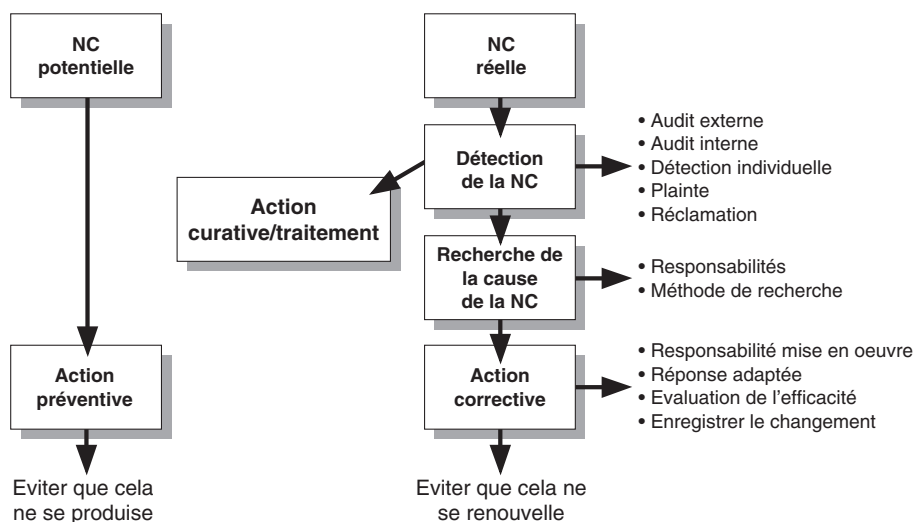 NC
potentielle
Action
préventive
Eviter que cela
ne se produise
NC
réelle
Détection
de la NC
• Audit externe
• Audit interne
• Détection individuelle
• Plainte
• Réclamation
Action
curative/traitement
Recherche de
la cause
de la NC
• Responsabilités
• Méthode de recherche
Action
corrective
• Responsabilité mise en oeuvre
• Réponse adaptée
• Evaluation de l'efficacité
• Enregistrer le changement
Eviter que cela ne
se renouvelle